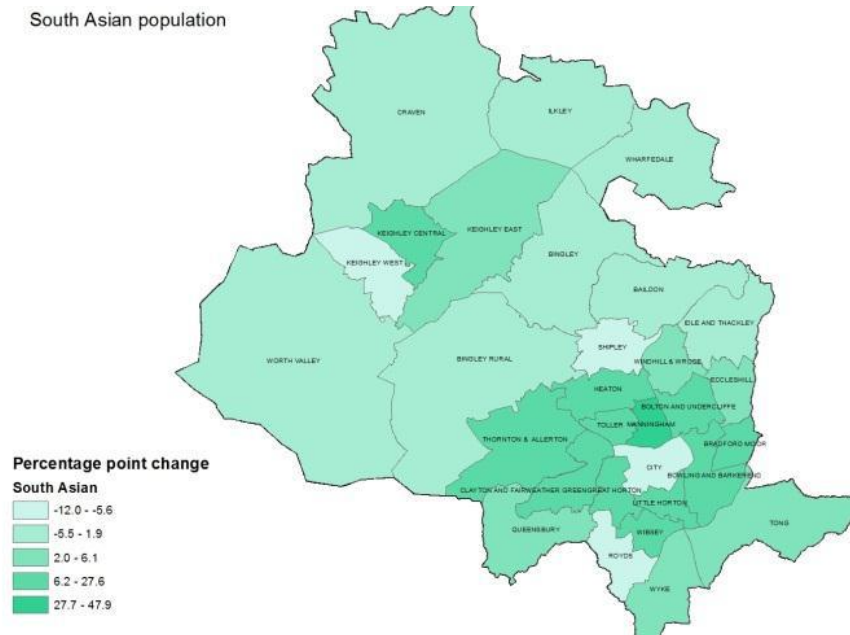 South Asian population
CRAVEN
ILKLEY
WHARFEDALE
KEIGHLEY CENTRAL
KEIGHLEY EAST
KEIGHLEY WEST
BINGLEY
BAILDON
IDLE AND THACKLEY
WORTH VALLEY
BINGLEY RURAL
SHIPLEY
WINDHILL & WROSE
ECCLESHILL
HEATON
BOLTON AND UNDERCLIFFE
TOLLER
MANNINGHAM
THORNTON & ALLERTON
BRADFORD MOOR
CITY
BOWLING AND BARKEREND
CLAYTON AND FAIRWEATHER GREEN
GREAT HORTON
LITTLE HORTON
QUEENSBURY
WIBSEY
TONG
ROYDS
WYKE
Percentage point change
South Asian
-12.0 - -5.6
-5.5 - 1.9
2.0 - 6.1
6.2 - 27.6
27.7 - 47.9